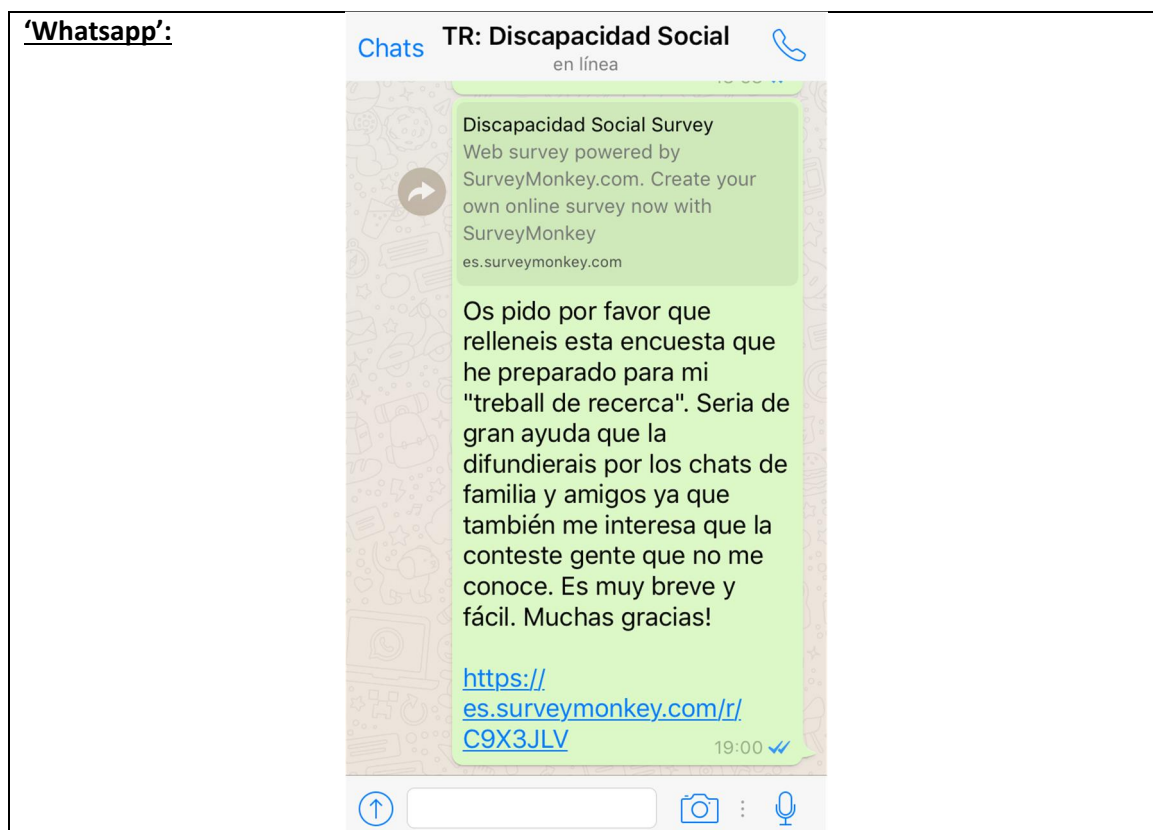 ‘Whatsapp’:
Chats
TR: Discapacidad Social
en línea
Discapacidad Social Survey
Web survey powered by
SurveyMonkey.com. Create your
own online survey now with
SurveyMonkey
es.surveymonkey.com
Os pido por favor que
relleneis esta encuesta que
he preparado para mi
"treball de recerca". Seria de
gran ayuda que la
difundierais por los chats de
familia y amigos ya que
también me interesa que la
conteste gente que no me
conoce. Es muy breve y
fácil. Muchas gracias!
https://
es.surveymonkey.com/r/
C9X3JLV
19:00